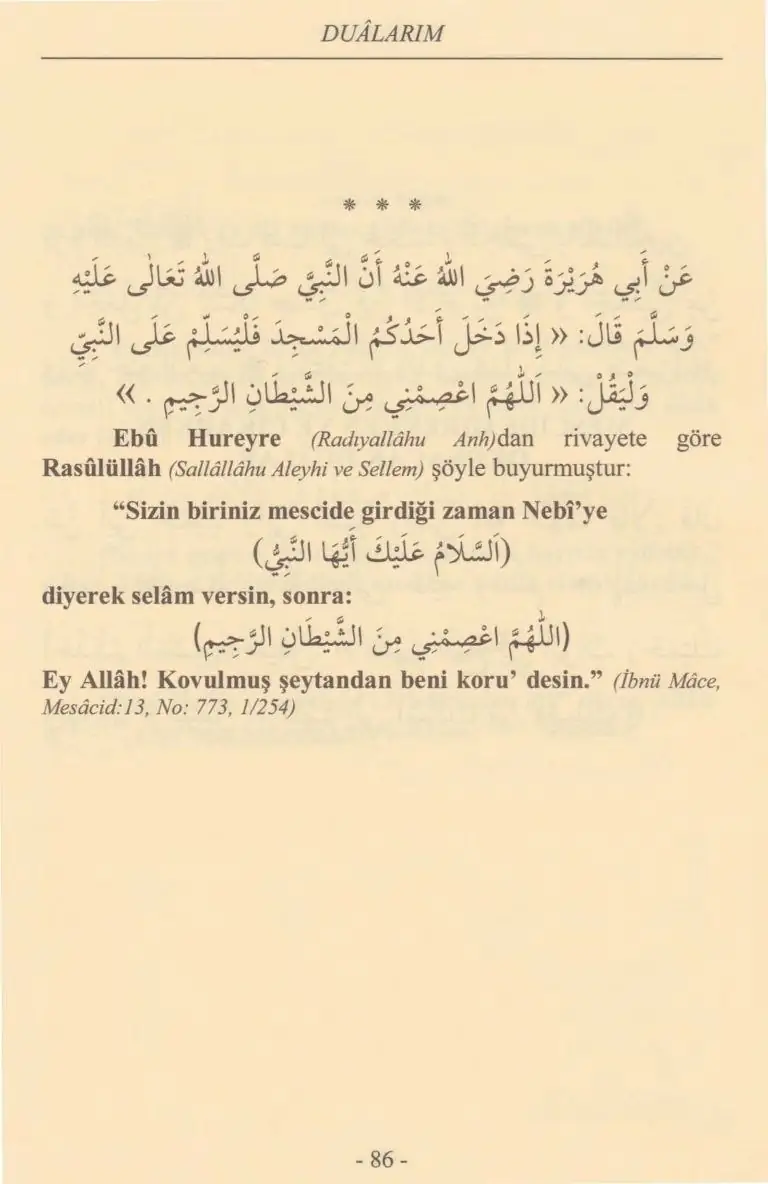 DUÂLARIM
* * *
عَنْ أَبِي هُرَيْرَةَ رَضِيَ اللّٰهُ عَنْهُ أَنَّ النَّبِيَّ صَلَّى اللّٰهُ تَعَالٰى عَلَيْهِ
وَسَلَّمَ قَالَ: « إِذَا دَخَلَ أَحَدُكُمُ الْمَسْجِدَ فَلْيُسَلِّمْ عَلَى النَّبِيِّ
وَلْيَقُلْ: « اَللّٰهُمَّ اعْصِمْنِي مِنَ الشَّيْطَانِ الرَّجِيمِ . »
Ebû Hureyre (Radıyallâhu Anh)dan rivayete göre
Rasûlüllâh (Sallâllâhu Aleyhi ve Sellem) şöyle buyurmuştur:
“Sizin biriniz mescide girdiği zaman Nebî’ye
(اَلسَّلَامُ عَلَيْكَ أَيُّهَا النَّبِيُّ)
diyerek selâm versin, sonra:
(اللّٰهُمَّ اعْصِمْنِي مِنَ الشَّيْطَانِ الرَّجِيمِ)
Ey Allâh! Kovulmuş şeytandan beni koru’ desin.” (İbnü Mâce,
Mesâcid:13, No: 773, 1/254)
- 86 -